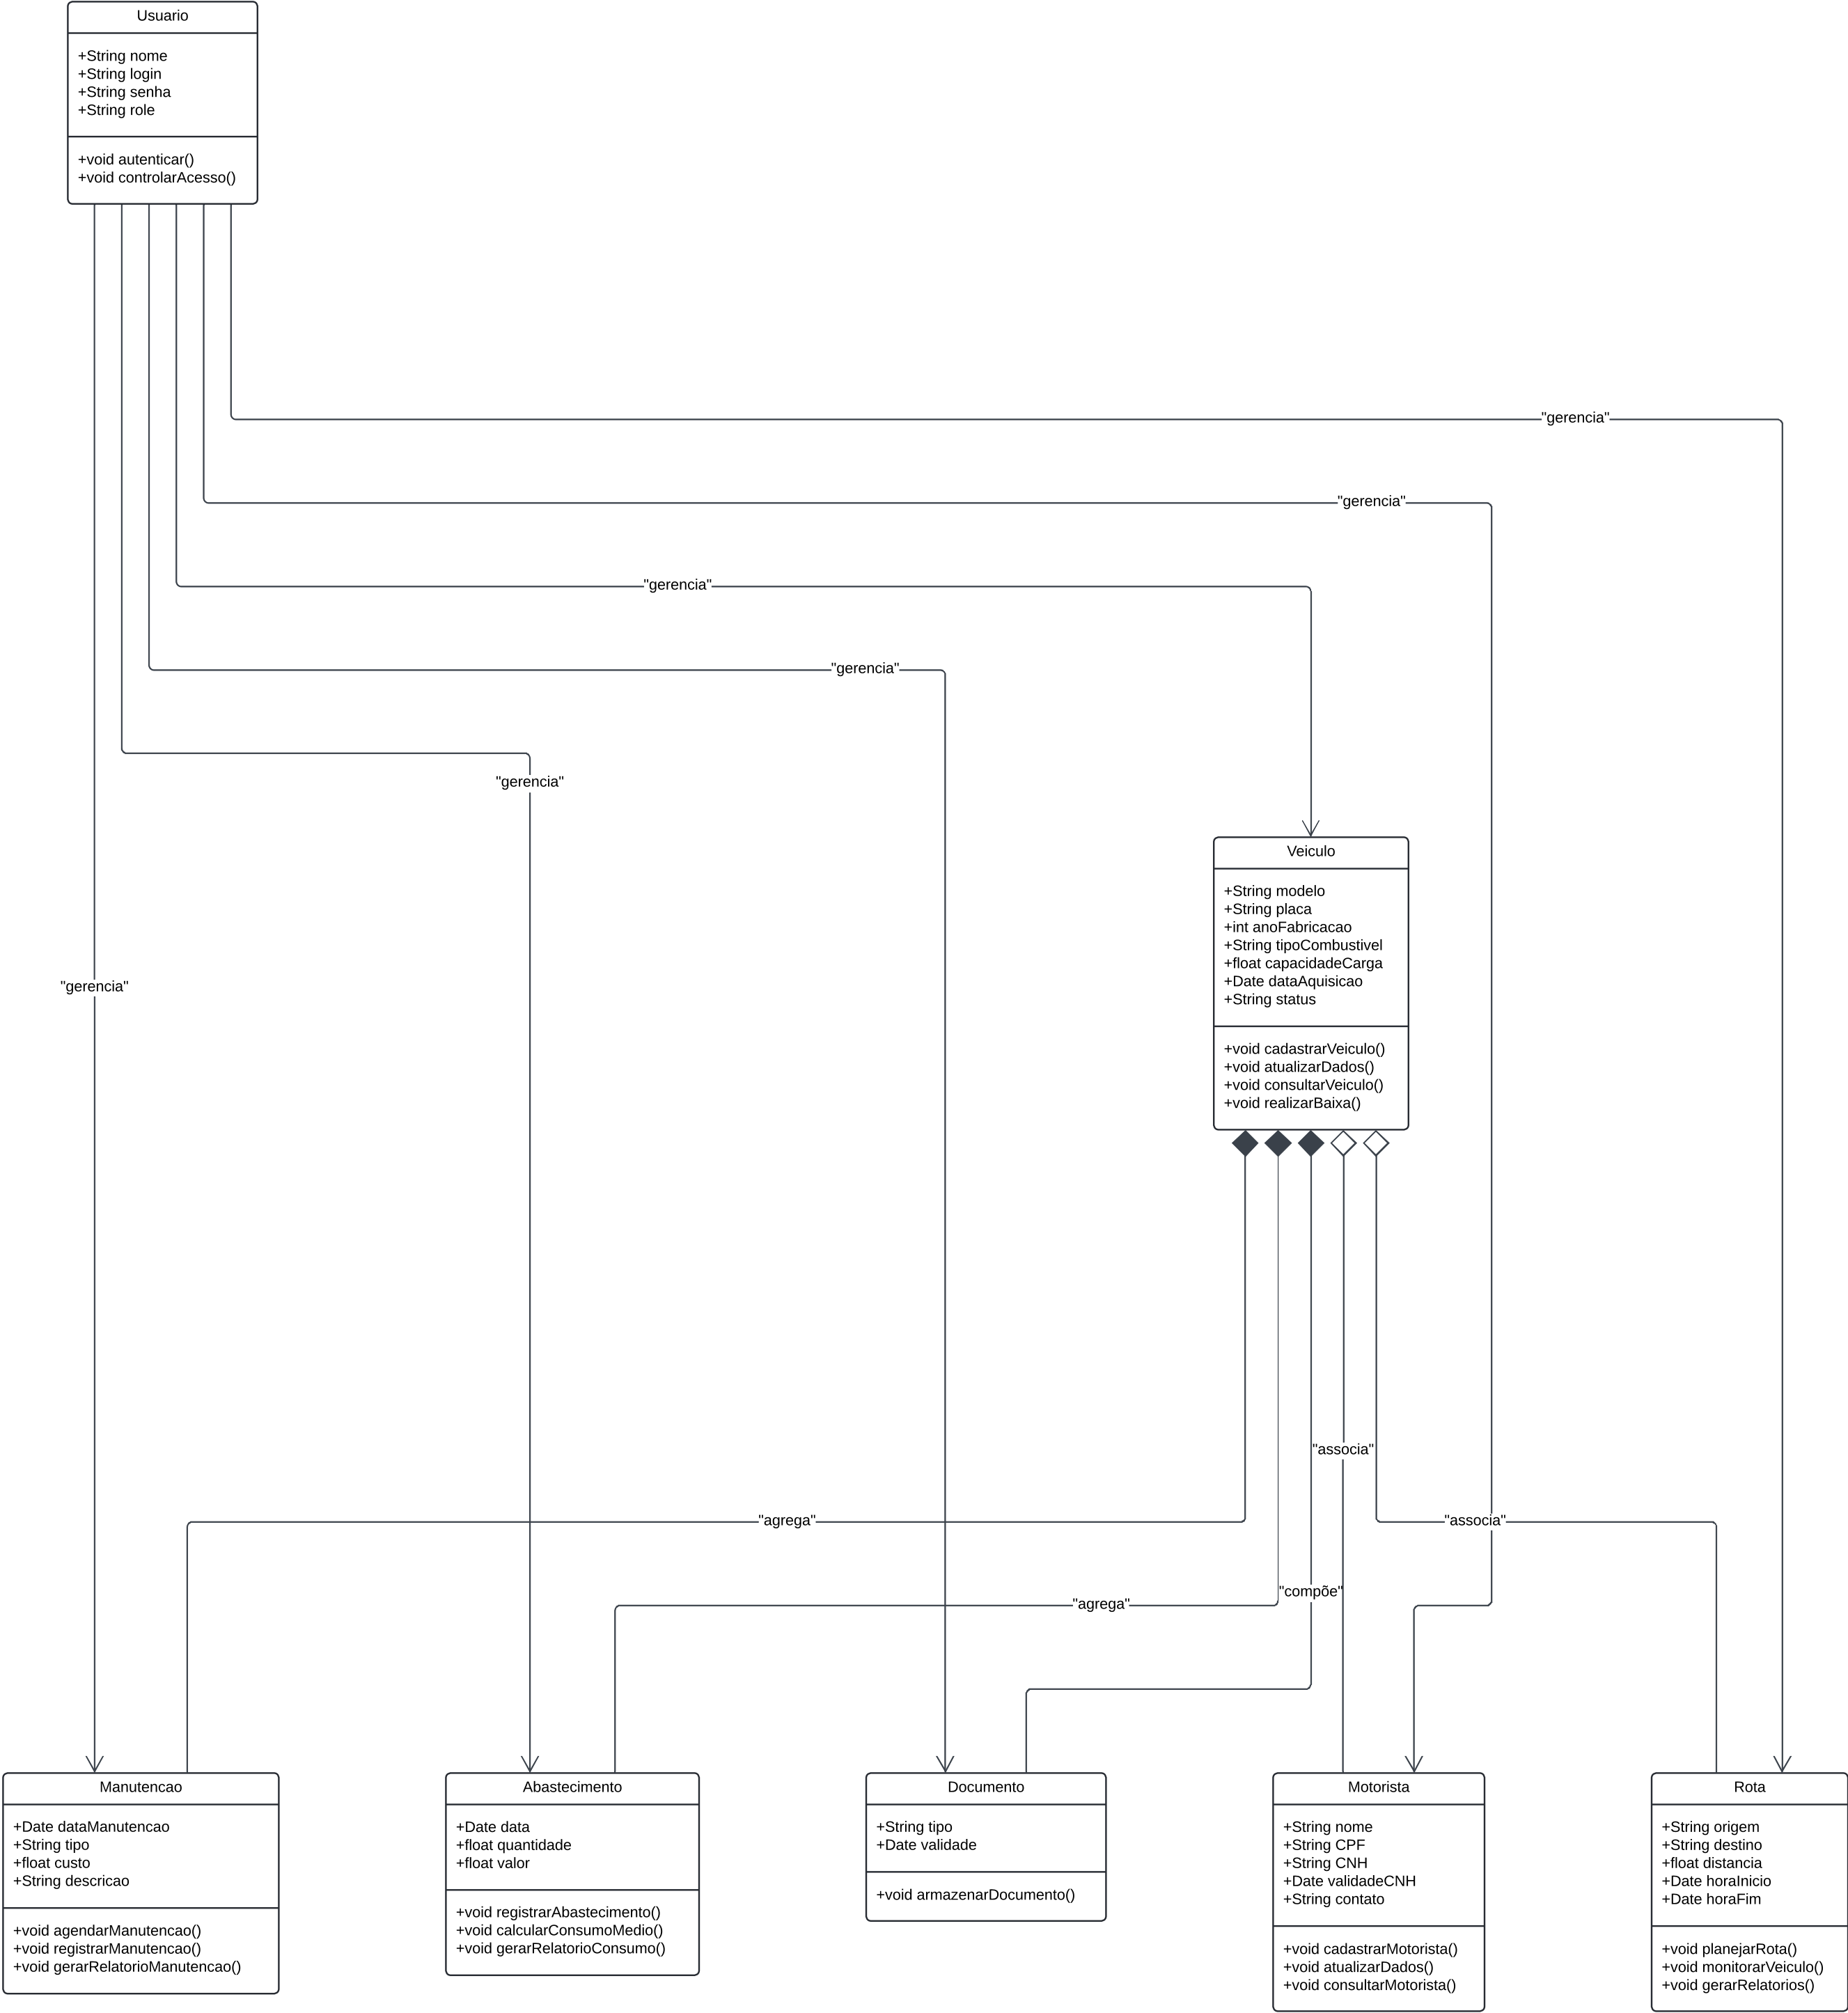 Usuario
+String nome
+String login
+String senha
+String role
+void autenticar()
+void controlarAcesso()
"gerencia"
"gerencia"
"gerencia"
"gerencia"
"gerencia"
Veiculo
+String modelo
+String placa
+int anoFabricacao
+String tipoCombustivel
+float capacidadeCarga
+Date dataAquisicao
+String status
"gerencia"
+void cadastrarVeiculo()
+void atualizarDados()
+void consultarVeiculo()
+void realizarBaixa()
"associa"
"agrega"
"associa"
"compõe"
"agrega"
Manutencao
+Date dataManutencao
+String tipo
+float custo
+String descricao
+void agendarManutencao()
+void registrarManutencao()
+void gerarRelatorioManutencao()
Abastecimento
+Date data
+float quantidade
+float valor
+void registrarAbastecimento()
+void calcularConsumoMedio()
+void gerarRelatorioConsumo()
Documento
+String tipo
+Date validade
+void armazenarDocumento()
Motorista
+String nome
+String CPF
+String CNH
+Date validadeCNH
+String contato
+void cadastrarMotorista()
+void atualizarDados()
+void consultarMotorista()
Rota
+String origem
+String destino
+float distancia
+Date horaInicio
+Date horaFim
+void planejarRota()
+void monitorarVeiculo()
+void gerarRelatorios()